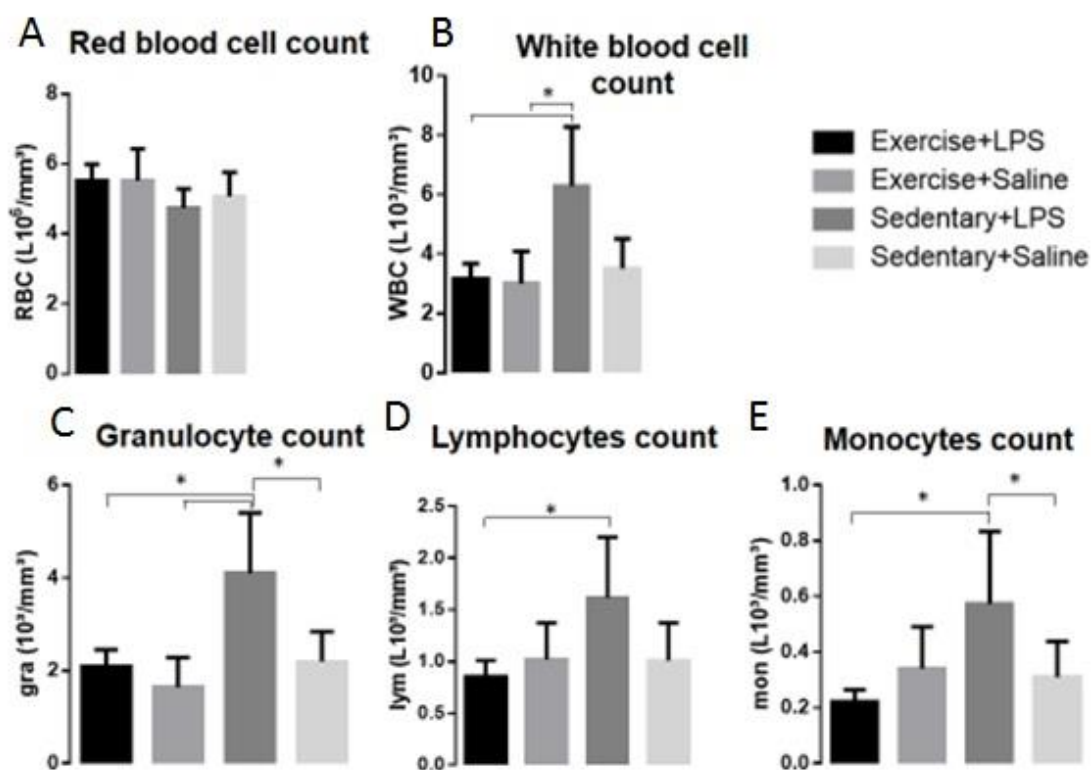 A
Red blood cell count
RBC (L10⁶/mm³)
8
6
4
2
0
B
White blood cell
count
WBC (L10³/mm³)
10
8
6
4
2
0
*
Exercise+LPS
Exercise+Saline
Sedentary+LPS
Sedentary+Saline
C
Granulocyte count
gra (10³/mm³)
6
4
2
0
*
*
D
Lymphocytes count
lym (L10³/mm³)
2.5
2.0
1.5
1.0
0.5
0.0
*
E
Monocytes count
mon (L10³/mm³)
1.0
0.8
0.6
0.4
0.2
0.0
*
*